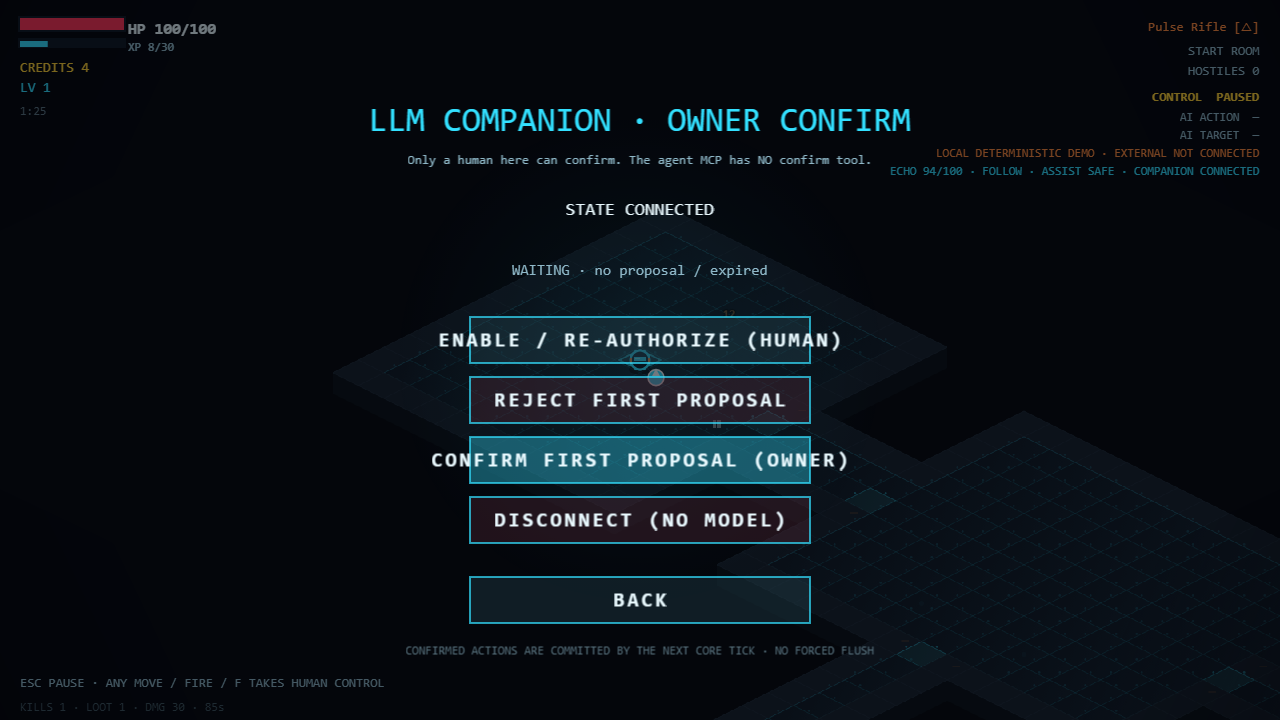 HP 100/100
XP 8/30
CREDITS 4
LV 1
1:25
Pulse Rifle [△]
START ROOM
HOSTILES 0
CONTROL PAUSED
AI ACTION —
AI TARGET —
LOCAL DETERMINISTIC DEMO · EXTERNAL NOT CONNECTED
ECHO 94/100 · FOLLOW · ASSIST SAFE · COMPANION CONNECTED
LLM COMPANION · OWNER CONFIRM
Only a human here can confirm. The agent MCP has NO confirm tool.
STATE CONNECTED
WAITING · no proposal / expired
12
ENABLE / RE-AUTHORIZE (HUMAN)
REJECT FIRST PROPOSAL
CONFIRM FIRST PROPOSAL (OWNER)
DISCONNECT (NO MODEL)
BACK
CONFIRMED ACTIONS ARE COMMITTED BY THE NEXT CORE TICK · NO FORCED FLUSH
ESC PAUSE · ANY MOVE / FIRE / F TAKES HUMAN CONTROL
KILLS 1 · LOOT 1 · DMG 30 · 85s